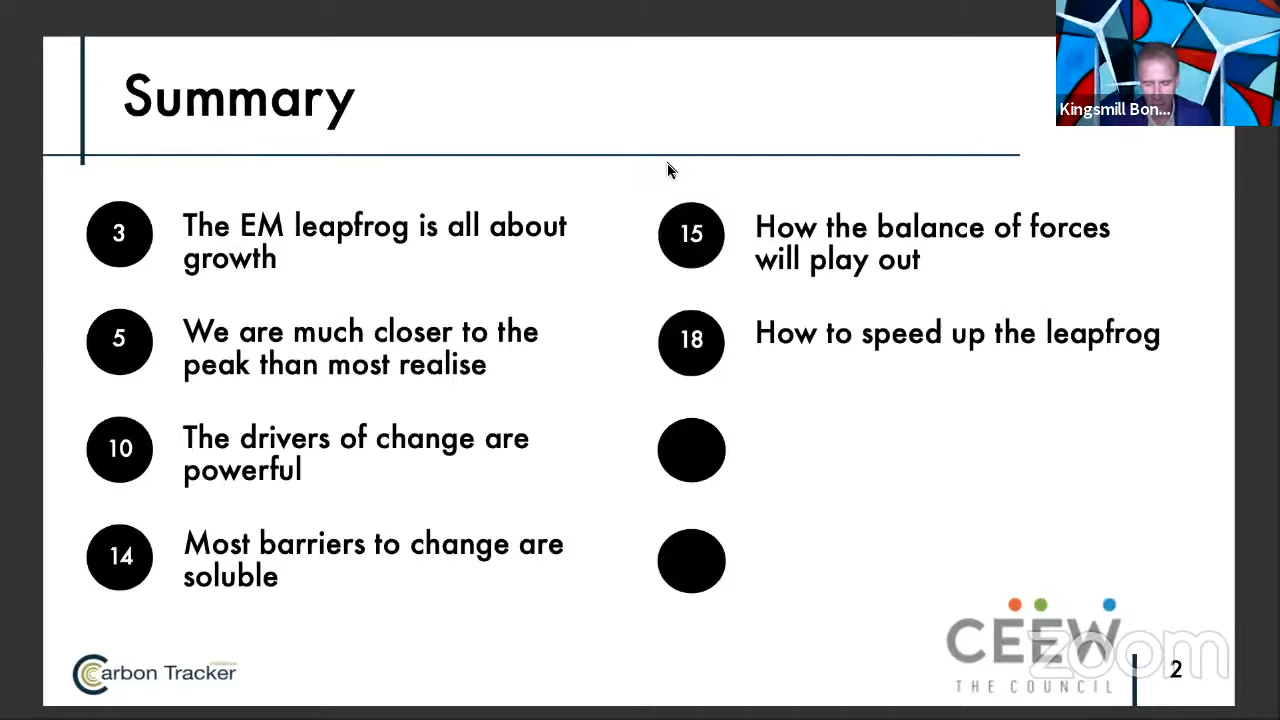 Summary
Kingsmill Bon...
3
The EM leapfrog is all about
growth
5
We are much closer to the
peak than most realise
10
The drivers of change are
powerful
14
Most barriers to change are
soluble
15
How the balance of forces
will play out
18
How to speed up the leapfrog
Carbon Tracker
Initiative
CEEW
THE COUNCIL
zoom
2